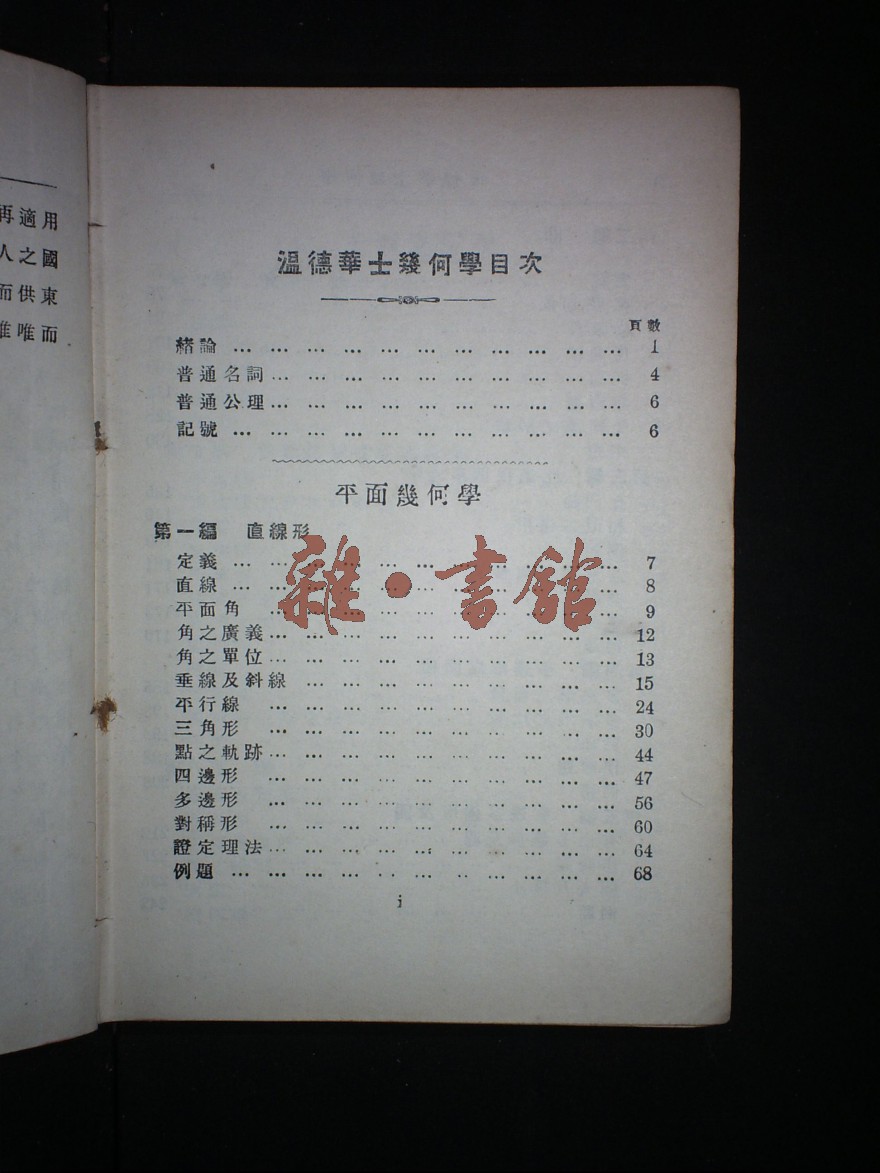 再適用
人之國
而供東
唯而
溫德華士幾何學目次
頁數
緒論 ... ... ... ... ... ... ... ... ... ... ... 1
普通名詞 ... ... ... ... ... ... ... ... ... ... 4
普通公理 ... ... ... ... ... ... ... ... ... ... 6
記號 ... ... ... ... ... ... ... ... ... ... ... 6
平面幾何學
第一編 直線形
定義 ... ... ... ... ... ... ... ... ... ... ... 7
直線 ... ... ... ... ... ... ... ... ... ... ... 8
平面角 ... ... ... ... ... ... ... ... ... ... 9
角之廣義 ... ... ... ... ... ... ... ... ... ... 12
角之單位 ... ... ... ... ... ... ... ... ... ... 13
垂線及斜線 ... ... ... ... ... ... ... ... ... 15
平行線 ... ... ... ... ... ... ... ... ... ... 24
三角形 ... ... ... ... ... ... ... ... ... ... 30
點之軌跡 ... ... ... ... ... ... ... ... ... ... 44
四邊形 ... ... ... ... ... ... ... ... ... ... 47
多邊形 ... ... ... ... ... ... ... ... ... ... 56
對稱形 ... ... ... ... ... ... ... ... ... ... 60
證定理法 ... ... ... ... ... ... ... ... ... ... 64
例題 ... ... ... ... ... ... ... ... ... ... ... 68
i
雜·書館